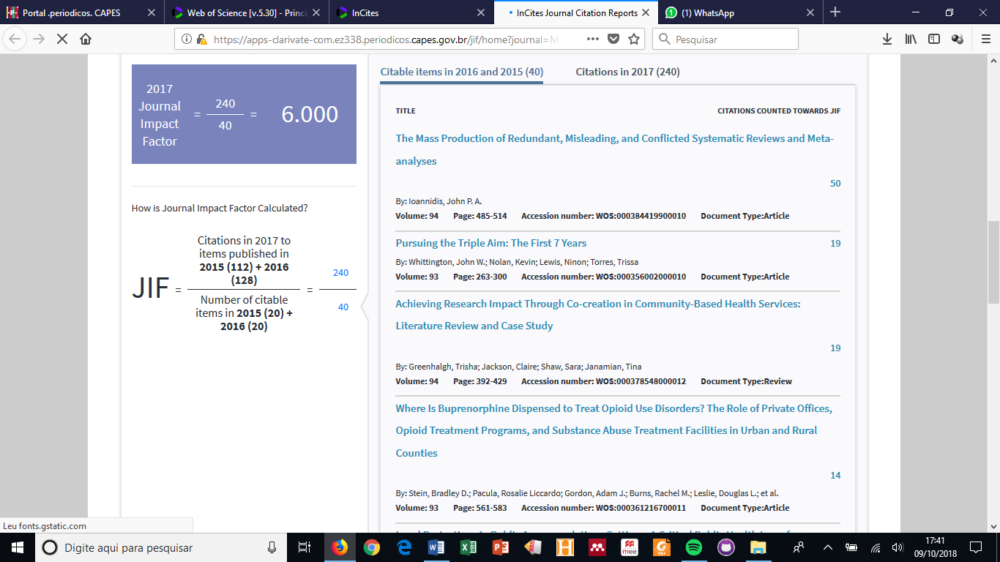 Portal .periodicos. CAPES
Web of Science [v.5.30] - Princi
InCites
InCites Journal Citation Reports
(1) WhatsApp
https://apps-clarivate-com.ez338.periodicos.capes.gov.br/jif/home?journal=M
Pesquisar
2017
Journal
Impact
Factor
= 240 / 40 = 6.000
How is Journal Impact Factor Calculated?
JIF =
Citations in 2017 to
items published in
2015 (112) + 2016
(128)
Number of citable
items in 2015 (20) +
2016 (20)
=
240
40
Citable items in 2016 and 2015 (40) Citations in 2017 (240)
TITLE CITATIONS COUNTED TOWARDS JIF
The Mass Production of Redundant, Misleading, and Conflicted Systematic Reviews and Meta-
analyses
50
By: Ioannidis, John P. A.
Volume: 94 Page: 485-514 Accession number: WOS:000384419900010 Document Type:Article
Pursuing the Triple Aim: The First 7 Years 19
By: Whittington, John W.; Nolan, Kevin; Lewis, Ninon; Torres, Trissa
Volume: 93 Page: 263-300 Accession number: WOS:000356002000010 Document Type:Article
Achieving Research Impact Through Co-creation in Community-Based Health Services:
Literature Review and Case Study
19
By: Greenhalgh, Trisha; Jackson, Claire; Shaw, Sara; Janamian, Tina
Volume: 94 Page: 392-429 Accession number: WOS:000378548000012 Document Type:Review
Where Is Buprenorphine Dispensed to Treat Opioid Use Disorders? The Role of Private Offices,
Opioid Treatment Programs, and Substance Abuse Treatment Facilities in Urban and Rural
Counties
14
By: Stein, Bradley D.; Pacula, Rosalie Liccardo; Gordon, Adam J.; Burns, Rachel M.; Leslie, Douglas L.; et al.
Volume: 93 Page: 561-583 Accession number: WOS:000361216700011 Document Type:Article
Leu fonts.gstatic.com
Digite aqui para pesquisar
17:41
09/10/2018